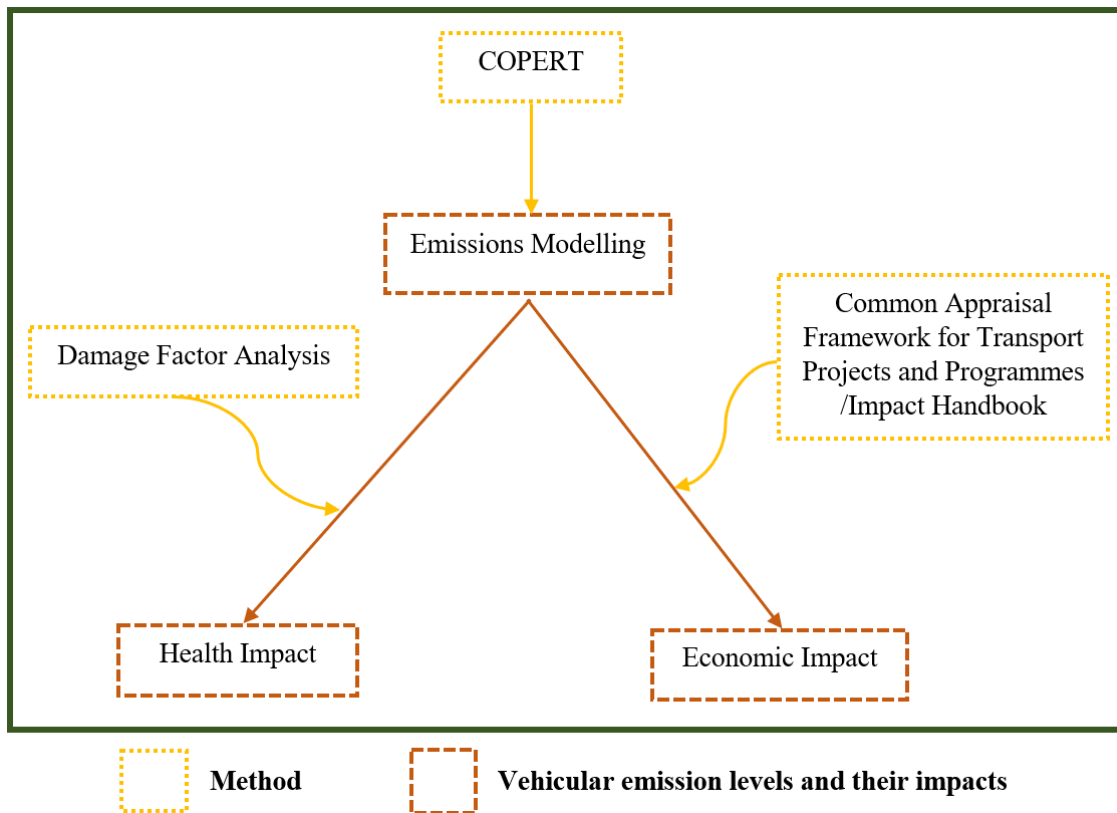 COPERT
Emissions Modelling
Damage Factor Analysis
Common Appraisal
Framework for Transport
Projects and Programmes
/Impact Handbook
Health Impact
Economic Impact
Method
Vehicular emission levels and their impacts